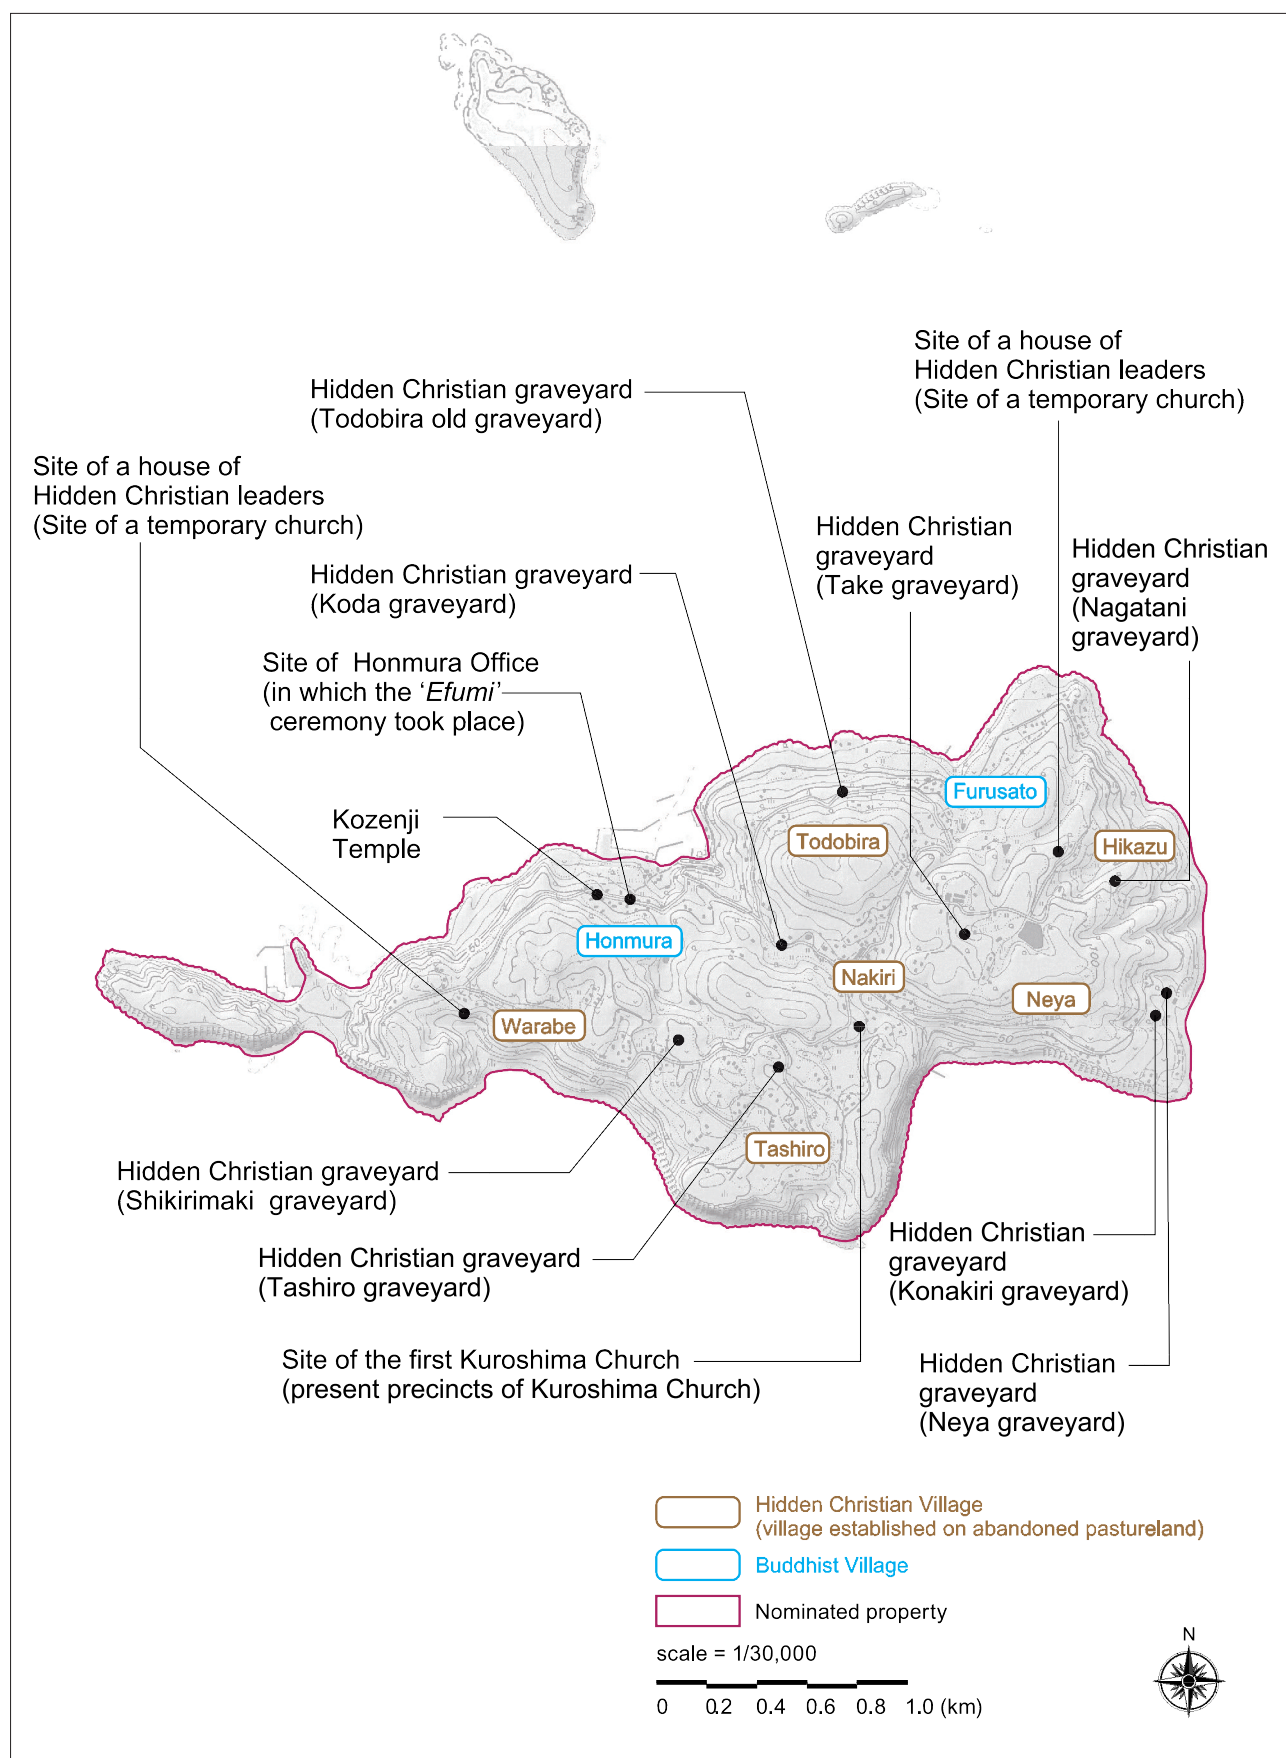 Site of a house of
Hidden Christian leaders
(Site of a temporary church)
Hidden Christian graveyard
(Todobira old graveyard)
Site of a house of
Hidden Christian leaders
(Site of a temporary church)
Hidden Christian
graveyard
(Take graveyard)
Hidden Christian
graveyard
(Nagatani
graveyard)
Hidden Christian graveyard
(Koda graveyard)
Site of Honmura Office
(in which the ‘Efumi’
ceremony took place)
Kozenji
Temple
Furusato
Todobira
Hikazu
Honmura
Nakiri
Neya
Warabe
Tashiro
Hidden Christian graveyard
(Shikirimaki graveyard)
Hidden Christian graveyard
(Tashiro graveyard)
Hidden Christian
graveyard
(Konakiri graveyard)
Site of the first Kuroshima Church
(present precincts of Kuroshima Church)
Hidden Christian
graveyard
(Neya graveyard)
Hidden Christian Village
(village established on abandoned pastureland)
Buddhist Village
Nominated property
scale = 1/30,000
0 0.2 0.4 0.6 0.8 1.0 (km)
N